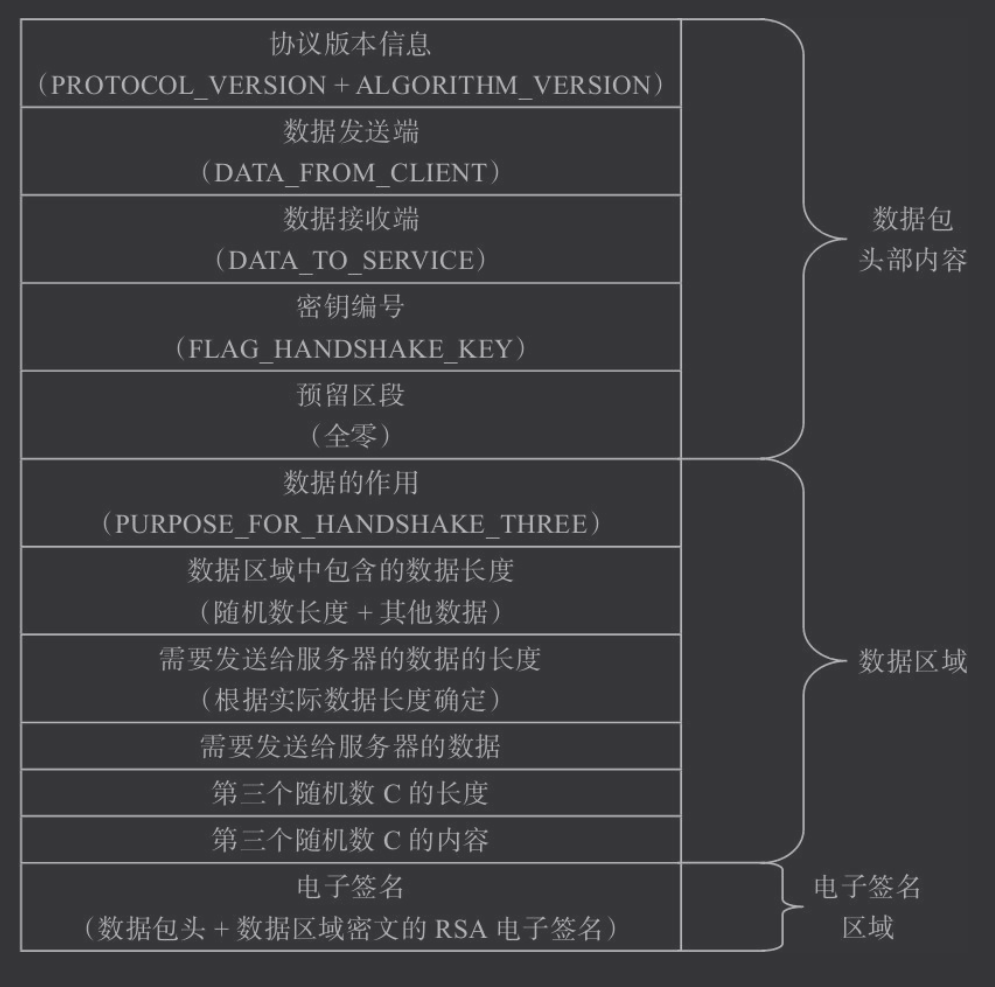 协议版本信息
（PROTOCOL_VERSION + ALGORITHM_VERSION）
数据发送端
（DATA_FROM_CLIENT）
数据接收端
（DATA_TO_SERVICE）
密钥编号
（FLAG_HANDSHAKE_KEY）
预留区段
（全零）
数据包
头部内容
数据的作用
（PURPOSE_FOR_HANDSHAKE_THREE）
数据区域中包含的数据长度
（随机数长度 + 其他数据）
需要发送给服务器的数据的长度
（根据实际数据长度确定）
需要发送给服务器的数据
第三个随机数 C 的长度
第三个随机数 C 的内容
数据区域
电子签名
（数据包头 + 数据区域密文的 RSA 电子签名）
电子签名
区域